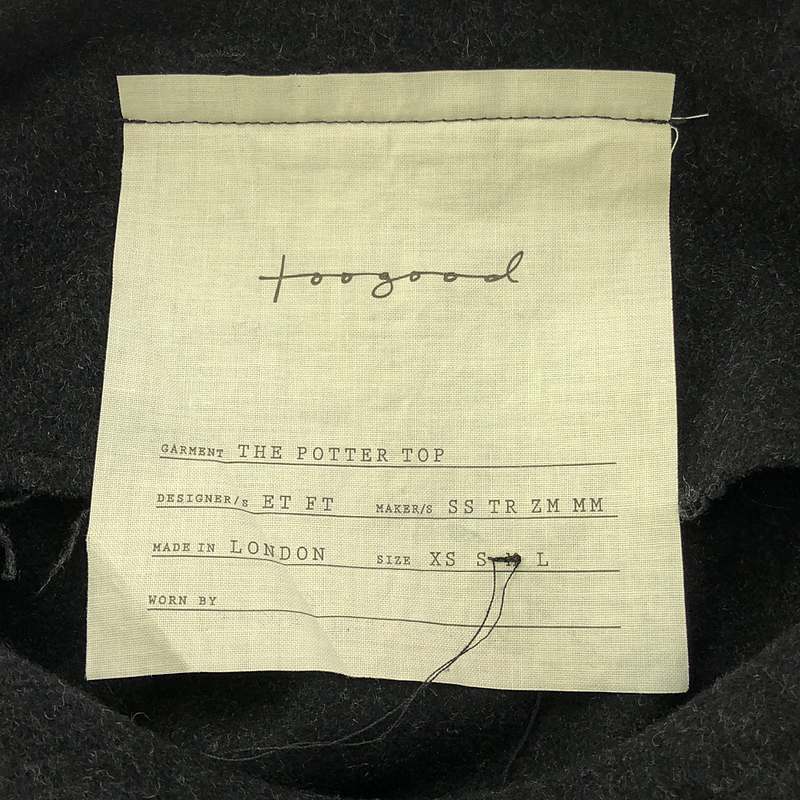 toogood
GARMENT THE POTTER TOP
DESIGNER/S ET FT MAKER/S SS TR ZM MM
MADE IN LONDON SIZE XS S M L
WORN BY